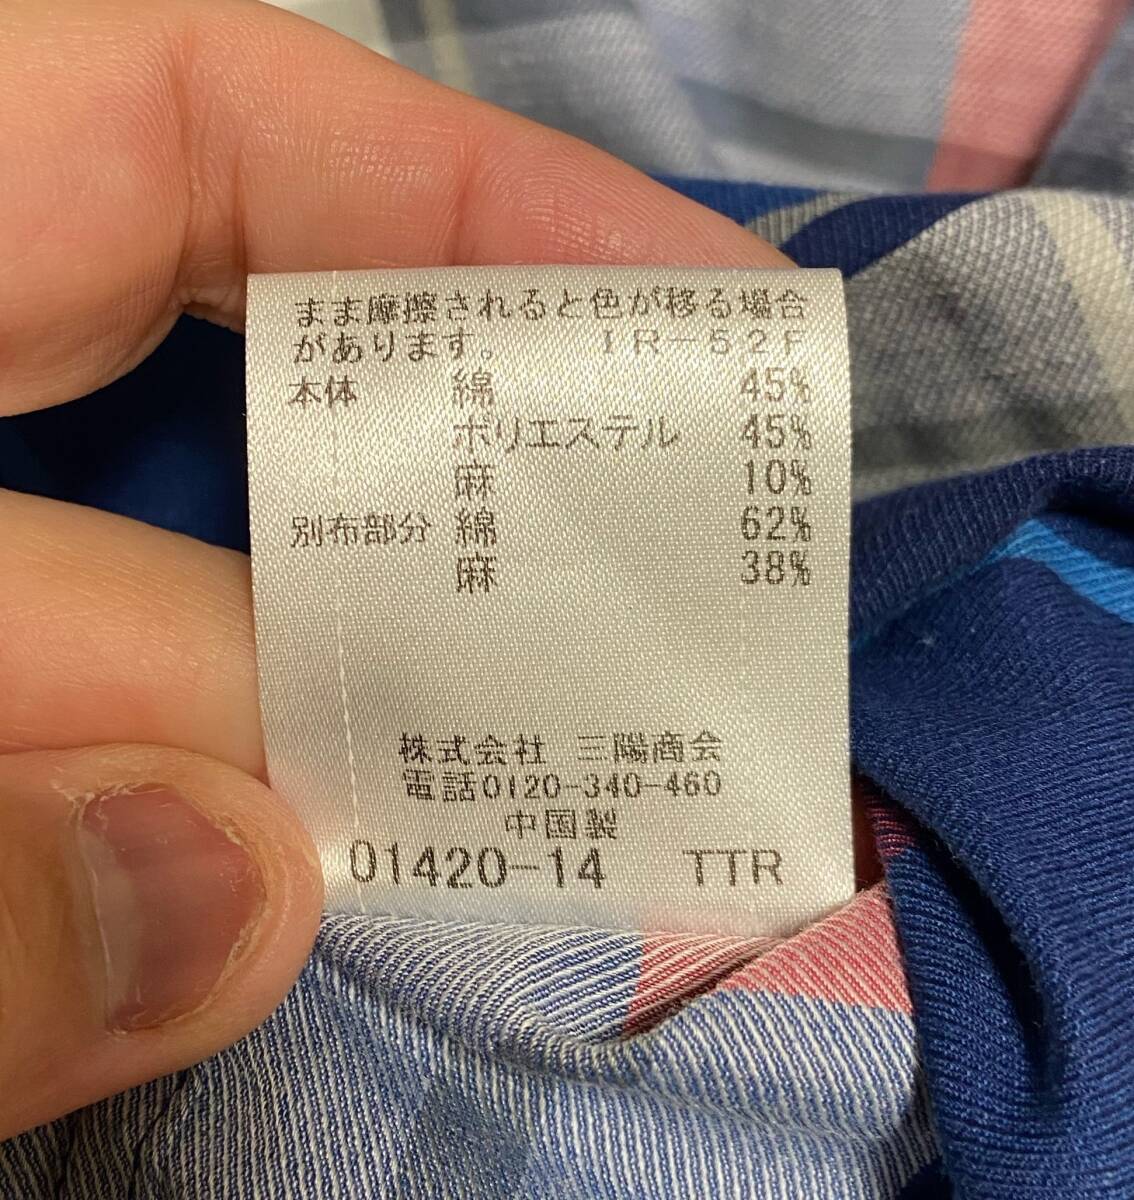 まま摩擦されると色が移る場合
があります。 IR-52F
本体 綿 45%
ポリエステル 45%
麻 10%
別布部分 綿 62%
麻 38%
株式会社 三陽商会
電話0120-340-460
中国製
01420-14 TTR